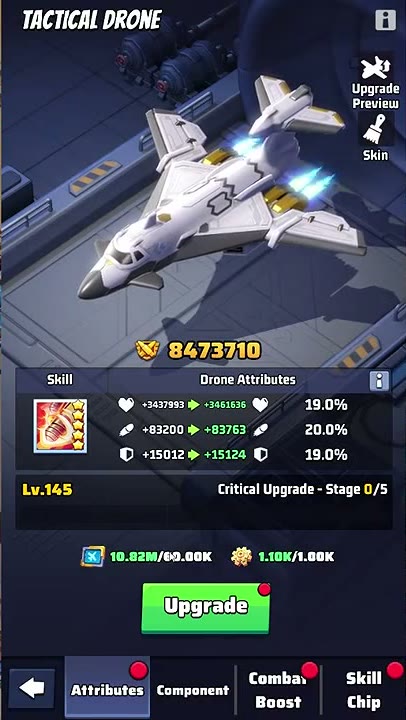 TACTICAL DRONE
Upgrade
Preview
Skin
8473710
Skill Drone Attributes
+3437993 +3461636 19.0%
+83200 +83763 20.0%
+15012 +15124 19.0%
Lv.145 Critical Upgrade - Stage 0/5
10.82M/ 1.10K/1.00K
Upgrade
Attributes Component Combat Boost Skill Chip